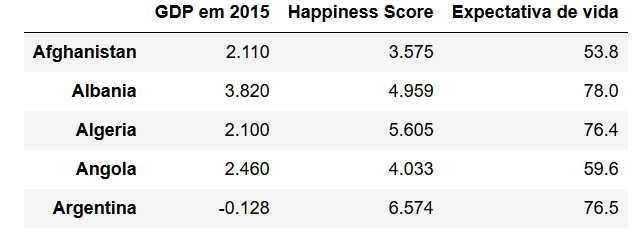 GDP em 2015 Happiness Score Expectativa de vida
Afghanistan 2.110 3.575 53.8
Albania 3.820 4.959 78.0
Algeria 2.100 5.605 76.4
Angola 2.460 4.033 59.6
Argentina -0.128 6.574 76.5